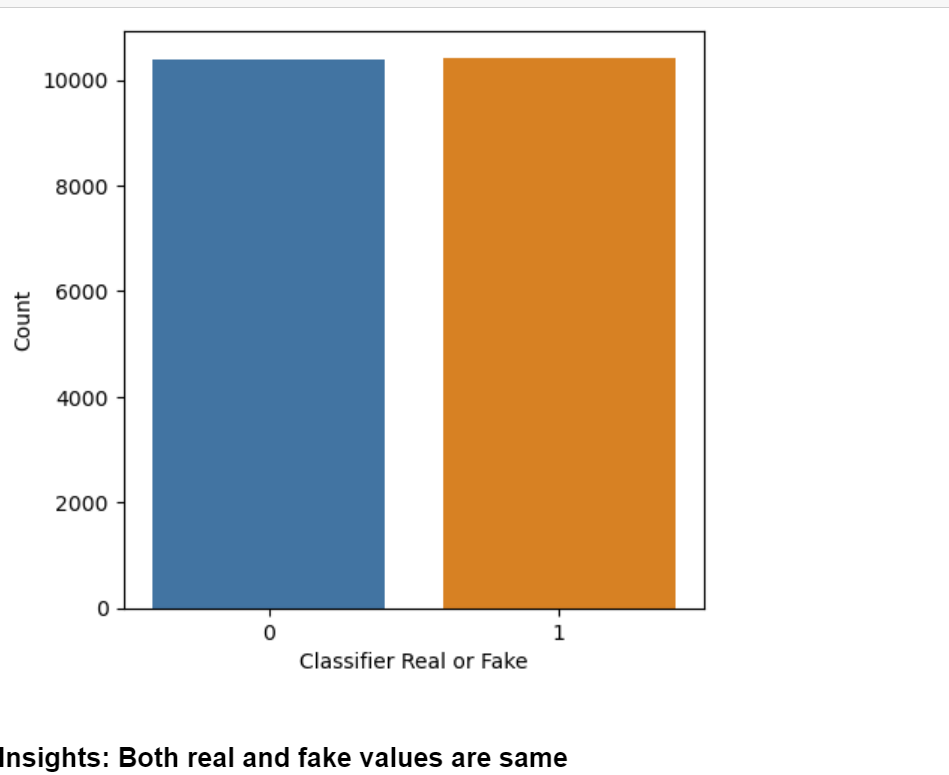 10000
8000
6000
4000
2000
0
Count
0 1
Classifier Real or Fake
Insights: Both real and fake values are same